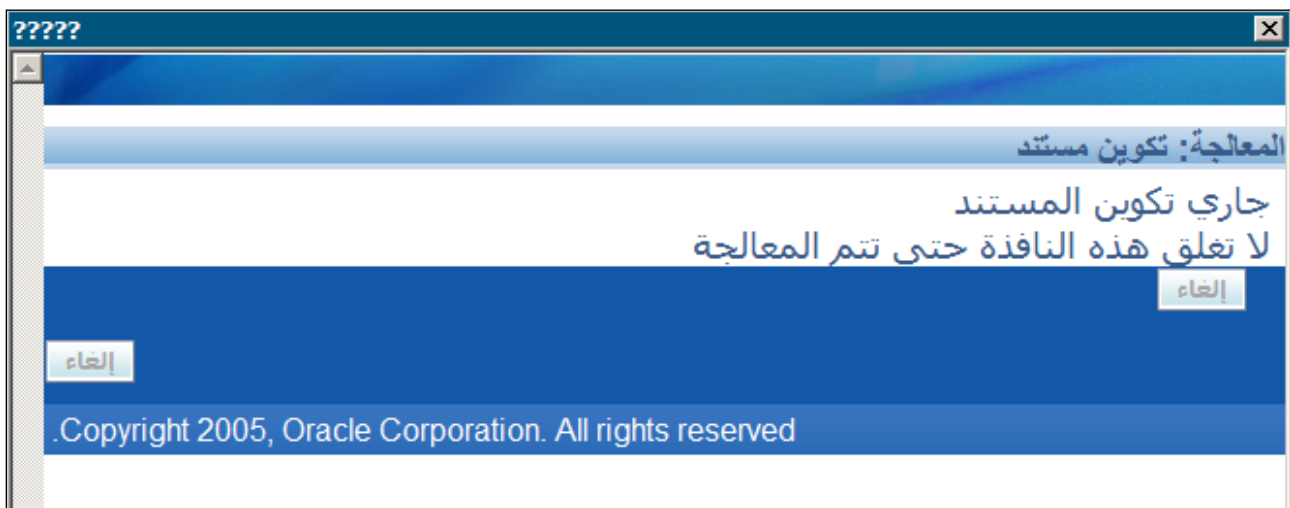 ?????
المعالجة: تكوين مستند
جاري تكوين المستند
لا تغلق هذه النافذة حتى تتم المعالجة
إلغاء
إلغاء
.Copyright 2005, Oracle Corporation. All rights reserved